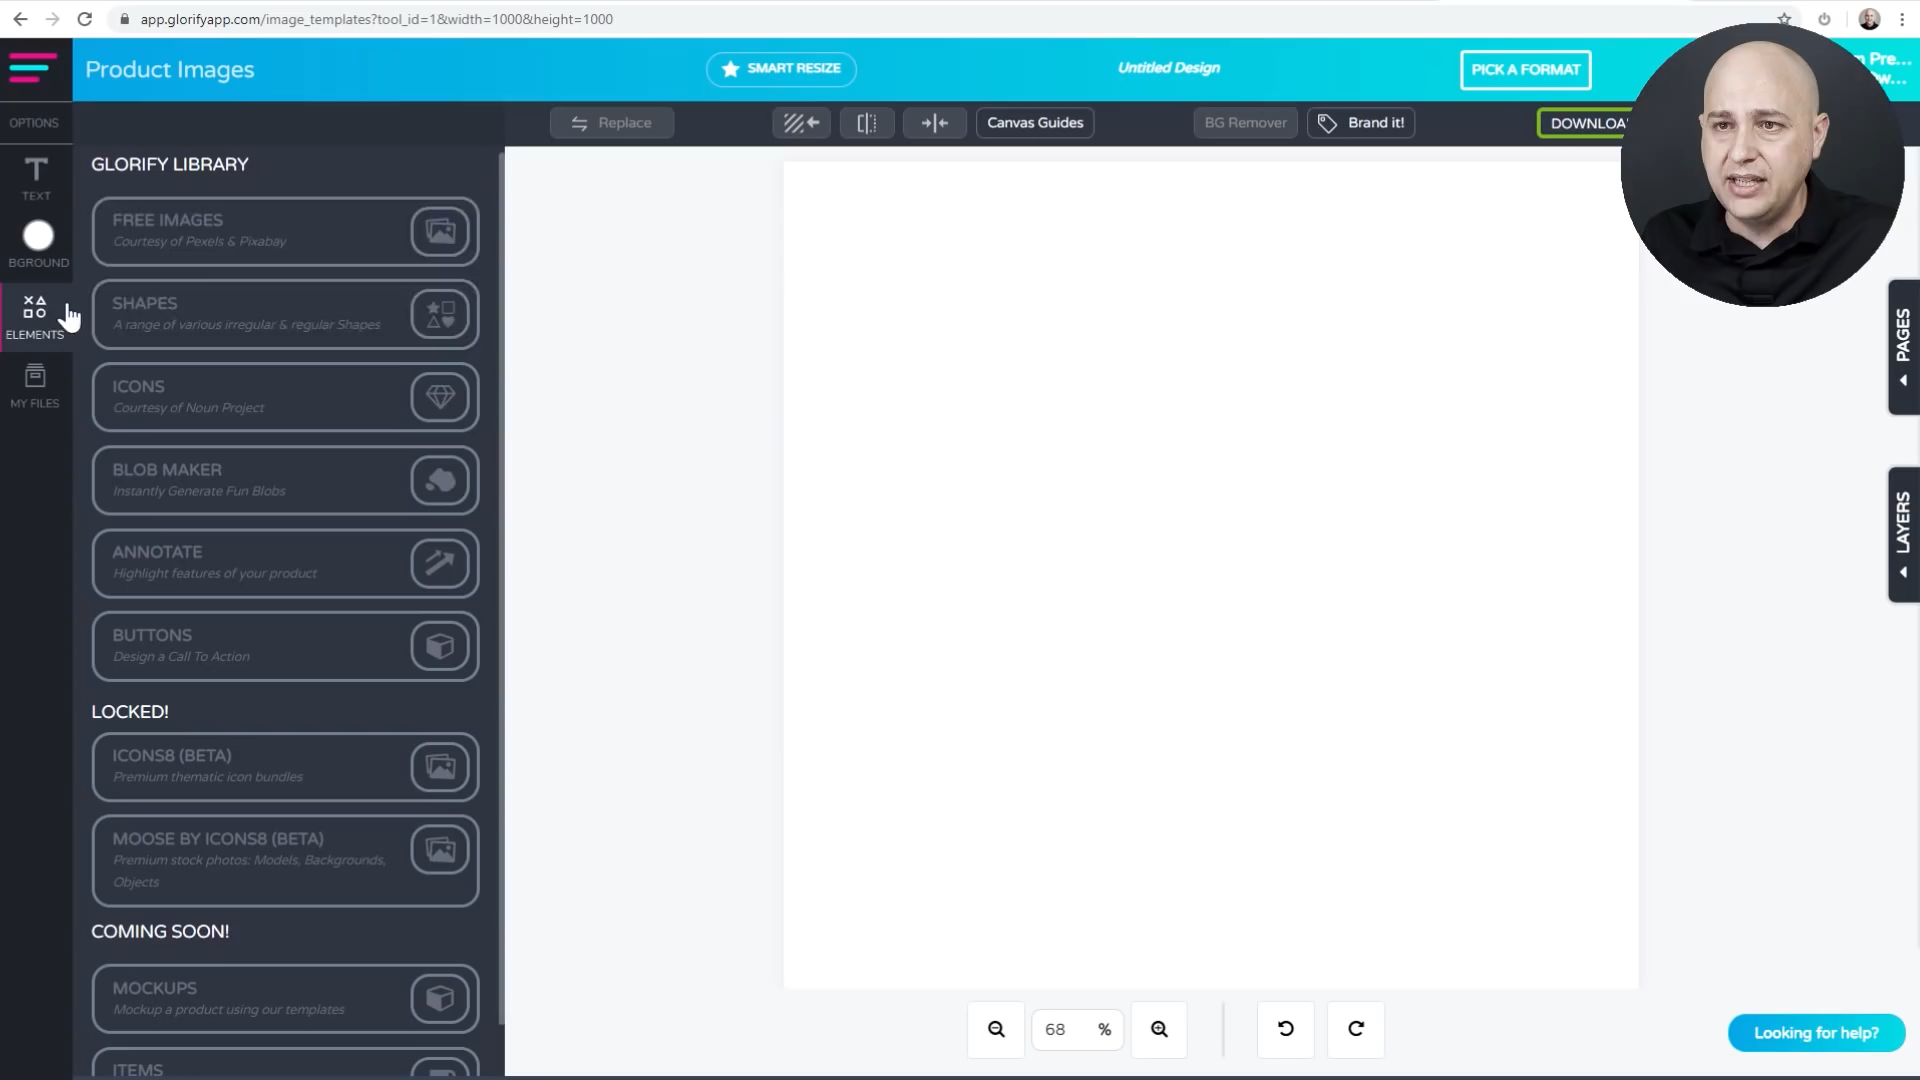 app.glorifyapp.com/image_templates?tool_id=1&width=1000&height=1000
Product Images
SMART RESIZE
Untitled Design
PICK A FORMAT
Pre...
OPTIONS
Replace
Canvas Guides
BG Remover
Brand it!
DOWNLOA
TEXT
BGROUND
ELEMENTS
MY FILES
GLORIFY LIBRARY
FREE IMAGES
Courtesy of Pexels & Pixabay
SHAPES
A range of various irregular & regular Shapes
ICONS
Courtesy of Noun Project
BLOB MAKER
Instantly Generate Fun Blobs
ANNOTATE
Highlight features of your product
BUTTONS
Design a Call To Action
LOCKED!
ICONS8 (BETA)
Premium thematic icon bundles
MOOSE BY ICONS8 (BETA)
Premium stock photos: Models, Backgrounds,
Objects
COMING SOON!
MOCKUPS
Mockup a product using our templates
ITEMS
PAGES
LAYERS
68 %
Looking for help?